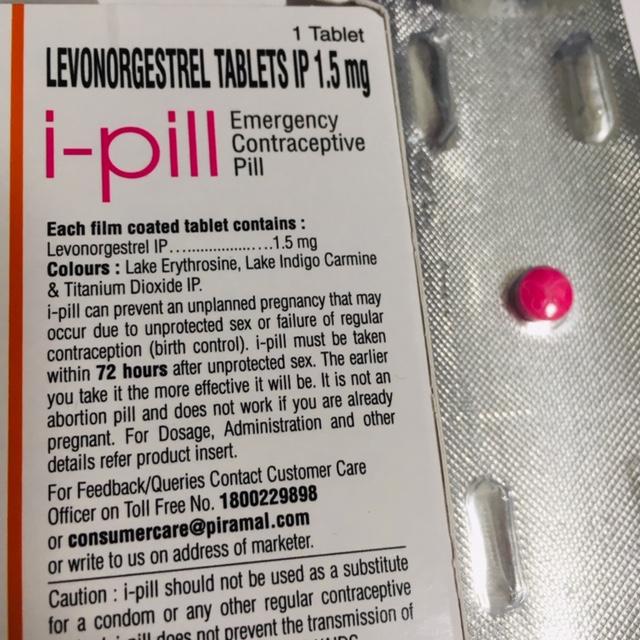 1 Tablet
LEVONORGESTREL TABLETS IP 1.5 mg
i-pill
Emergency
Contraceptive
Pill
Each film coated tablet contains :
Levonorgestrel IP.......................1.5 mg
Colours : Lake Erythrosine, Lake Indigo Carmine
& Titanium Dioxide IP.
i-pill can prevent an unplanned pregnancy that may
occur due to unprotected sex or failure of regular
contraception (birth control). i-pill must be taken
within 72 hours after unprotected sex. The earlier
you take it the more effective it will be. It is not an
abortion pill and does not work if you are already
pregnant. For Dosage, Administration and other
details refer product insert.
For Feedback/Queries Contact Customer Care
Officer on Toll Free No. 1800229898
or consumercare@piramal.com
or write to us on address of marketer.
Caution : i-pill should not be used as a substitute
for a condom or any other regular contraceptive
does not prevent the transmission of